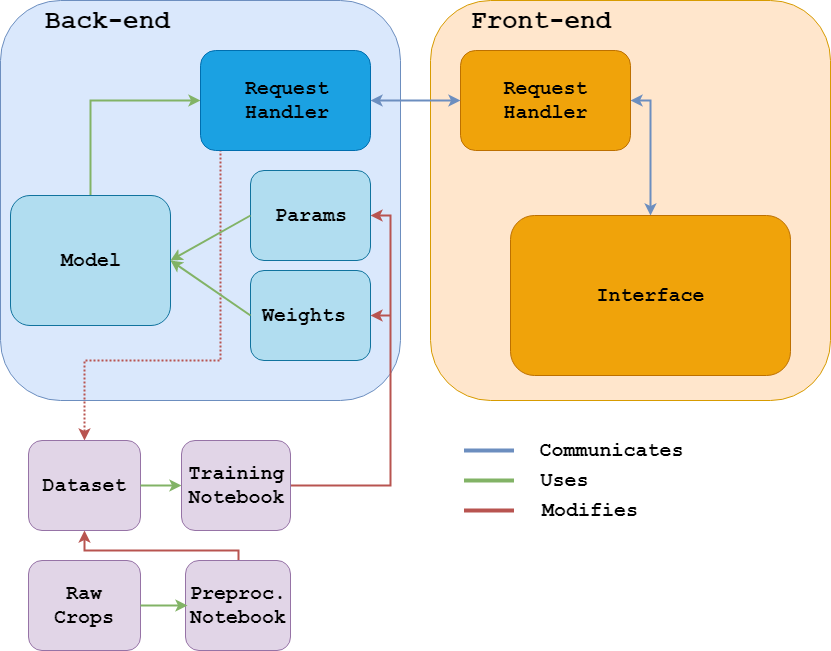 Back-end
Front-end
Request
Handler
Request
Handler
Params
Model
Weights
Interface
Dataset
Training
Notebook
Communicates
Uses
Modifies
Raw
Crops
Preproc.
Notebook